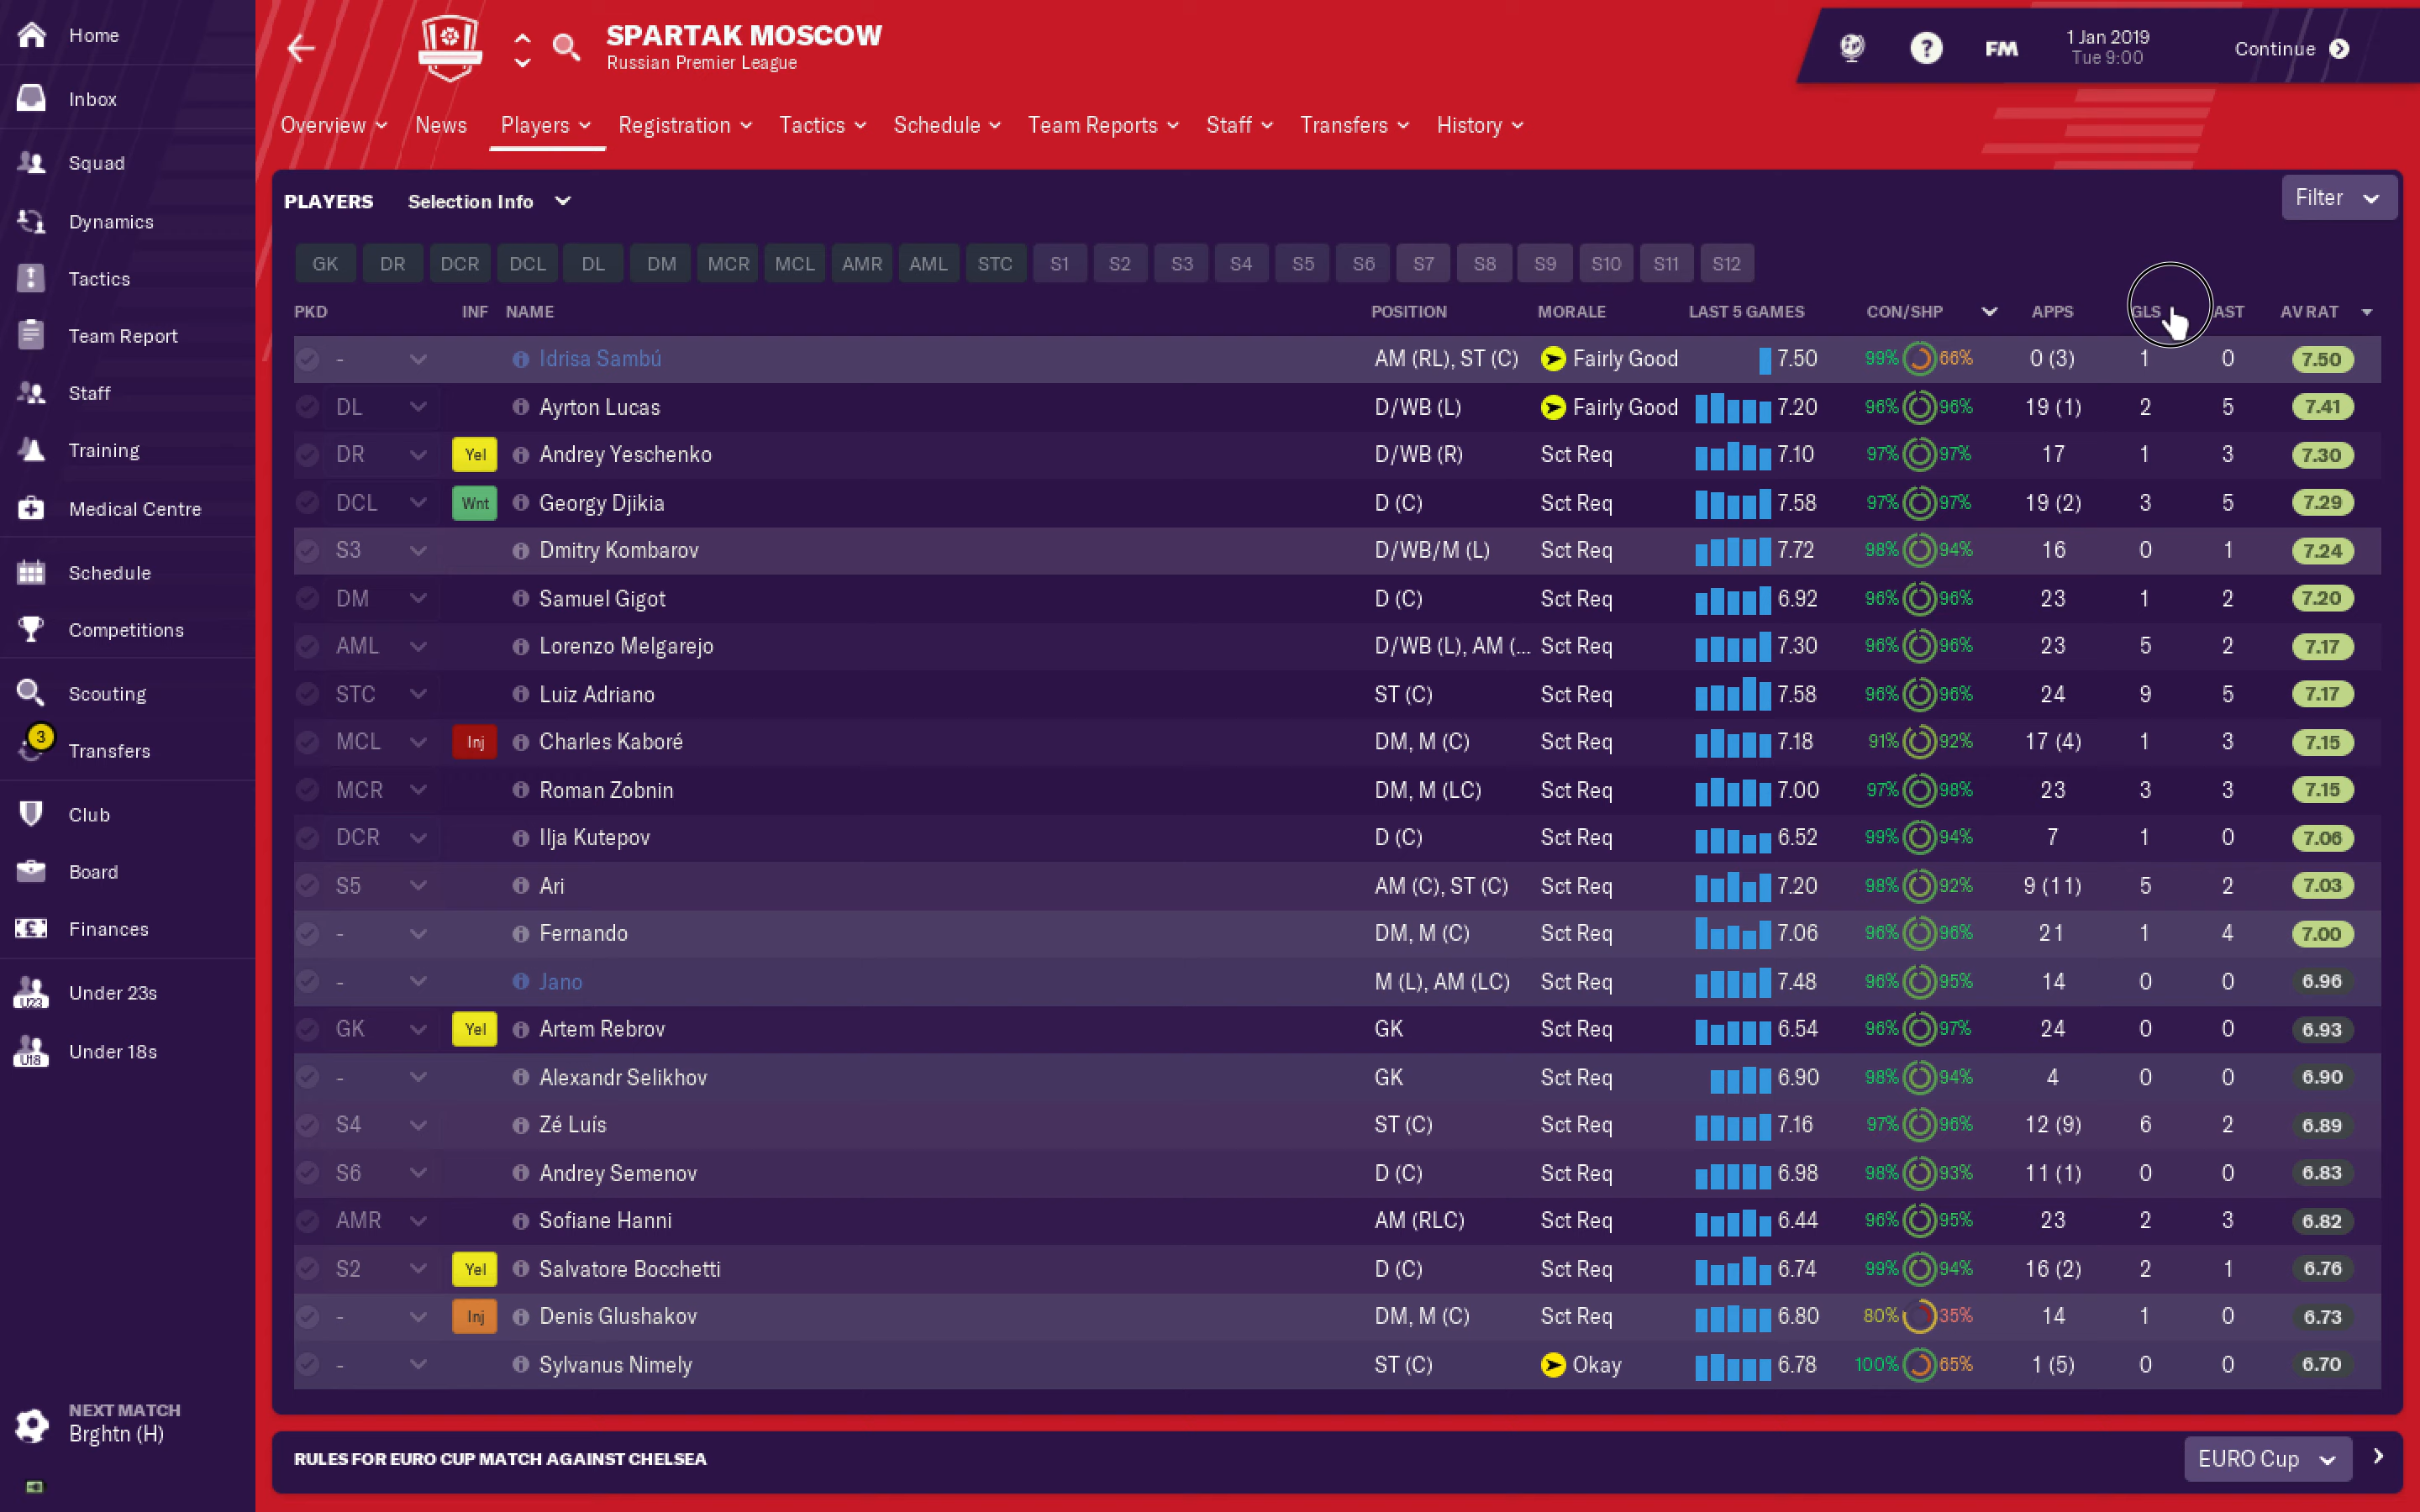 Home
Inbox
Squad
Dynamics
Tactics
Team Report
Staff
Training
Medical Centre
Schedule
Competitions
Scouting
3
Transfers
Club
Board
Finances
U23
Under 23s
U18
Under 18s
NEXT MATCH
Brghtn (H)
SPARTAK MOSCOW
Russian Premier League
? FM 1 Jan 2019 Continue
Tue 9:00
Overview News Players Registration Tactics Schedule Team Reports Staff Transfers History
PLAYERS Selection Info Filter
GK DR DCR DCL DL DM MCR MCL AMR AML STC S1 S2 S3 S4 S5 S6 S7 S8 S9 S10 S11 S12
PKD INF NAME POSITION MORALE LAST 5 GAMES CON/SHP APPS GLS AST AV RAT
- Idrisa Sambú AM (RL), ST (C) Fairly Good 7.50 99% 66% 0 (3) 1 0 7.50
DL Ayrton Lucas D/WB (L) Fairly Good 7.20 96% 96% 19 (1) 2 5 7.41
DR Yel Andrey Yeschenko D/WB (R) Sct Req 7.10 97% 97% 17 1 3 7.30
DCL Wnt Georgy Djikia D (C) Sct Req 7.58 97% 97% 19 (2) 3 5 7.29
S3 Dmitry Kombarov D/WB/M (L) Sct Req 7.72 98% 94% 16 0 1 7.24
DM Samuel Gigot D (C) Sct Req 6.92 96% 96% 23 1 2 7.20
AML Lorenzo Melgarejo D/WB (L), AM (... Sct Req 7.30 96% 96% 23 5 2 7.17
STC Luiz Adriano ST (C) Sct Req 7.58 96% 96% 24 9 5 7.17
MCL Inj Charles Kaboré DM, M (C) Sct Req 7.18 91% 92% 17 (4) 1 3 7.15
MCR Roman Zobnin DM, M (LC) Sct Req 7.00 97% 98% 23 3 3 7.15
DCR Ilja Kutepov D (C) Sct Req 6.52 99% 94% 7 1 0 7.06
S5 Ari AM (C), ST (C) Sct Req 7.20 98% 92% 9 (11) 5 2 7.03
- Fernando DM, M (C) Sct Req 7.06 96% 96% 21 1 4 7.00
- Jano M (L), AM (LC) Sct Req 7.48 96% 95% 14 0 0 6.96
GK Yel Artem Rebrov GK Sct Req 6.54 96% 97% 24 0 0 6.93
- Alexandr Selikhov GK Sct Req 6.90 98% 94% 4 0 0 6.90
S4 Zé Luís ST (C) Sct Req 7.16 97% 96% 12 (9) 6 2 6.89
S6 Andrey Semenov D (C) Sct Req 6.98 98% 93% 11 (1) 0 0 6.83
AMR Sofiane Hanni AM (RLC) Sct Req 6.44 96% 95% 23 2 3 6.82
S2 Yel Salvatore Bocchetti D (C) Sct Req 6.74 99% 94% 16 (2) 2 1 6.76
- Inj Denis Glushakov DM, M (C) Sct Req 6.80 80% 35% 14 1 0 6.73
- Sylvanus Nimely ST (C) Okay 6.78 100% 65% 1 (5) 0 0 6.70
RULES FOR EURO CUP MATCH AGAINST CHELSEA EURO Cup